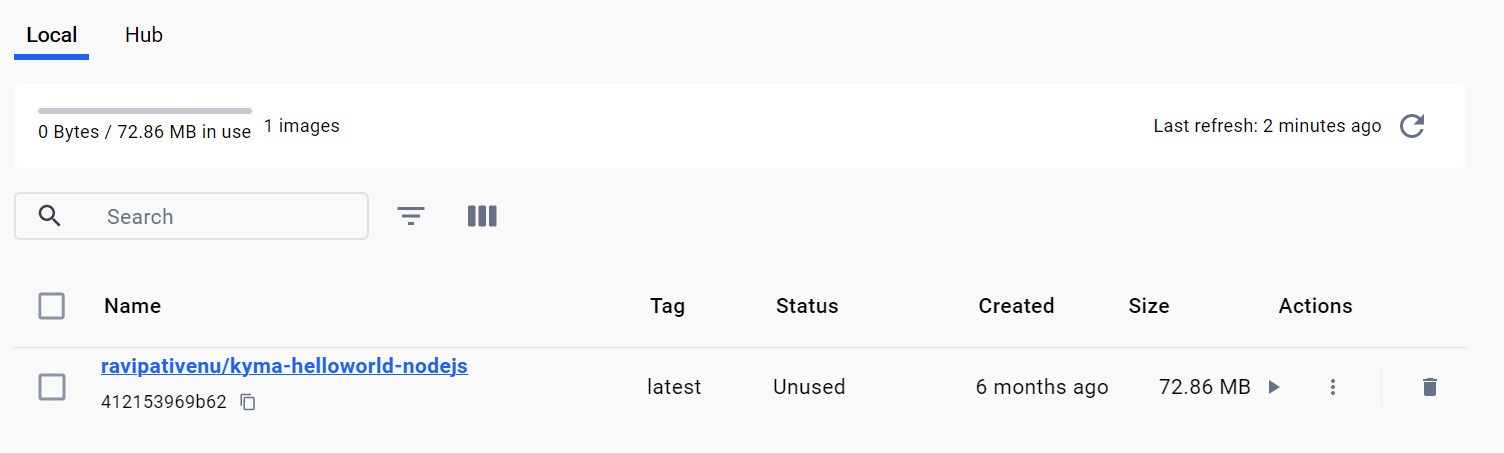 Local Hub
0 Bytes / 72.86 MB in use 1 images Last refresh: 2 minutes ago
Search
Name Tag Status Created Size Actions
ravipativenu/kyma-helloworld-nodejs
412153969b62
latest Unused 6 months ago 72.86 MB